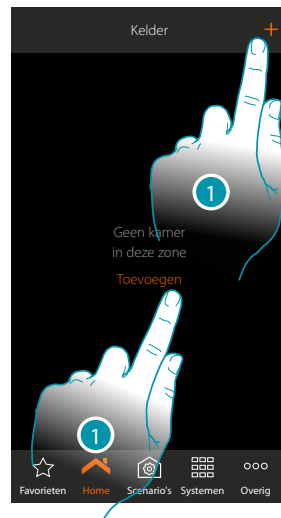 Kelder
+
1
Geen kamer
in deze zone
Toevoegen
1
Favorieten Home Scenario's Systemen Overig